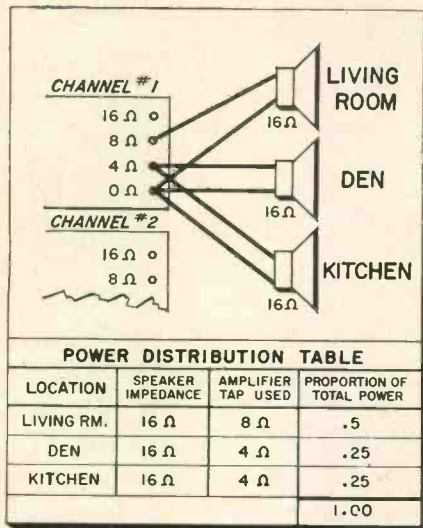 CHANNEL #1
16 Ω
8 Ω
4 Ω
0 Ω
CHANNEL #2
16 Ω
8 Ω
LIVING
ROOM
16 Ω
DEN
16 Ω
KITCHEN
16 Ω
POWER DISTRIBUTION TABLE
LOCATION SPEAKER IMPEDANCE AMPLIFIER TAP USED PROPORTION OF TOTAL POWER
LIVING RM. 16 Ω 8 Ω .5
DEN 16 Ω 4 Ω .25
KITCHEN 16 Ω 4 Ω .25
1.00